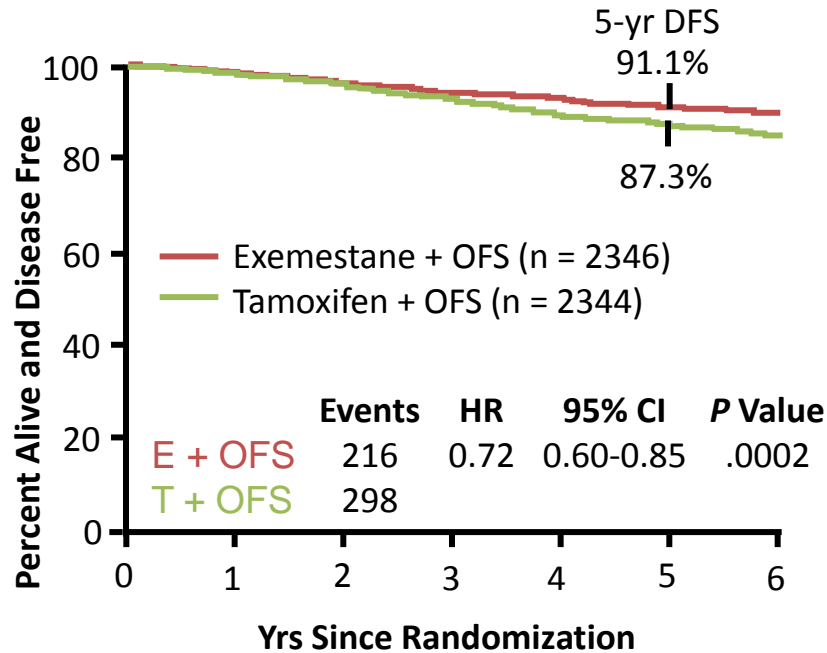 5-yr DFS
91.1%
87.3%
Percent Alive and Disease Free
100
80
60
40
20
0
Exemestane + OFS (n = 2346)
Tamoxifen + OFS (n = 2344)
Events HR 95% CI P Value
E + OFS 216 0.72 0.60-0.85 .0002
T + OFS 298
0 1 2 3 4 5 6
Yrs Since Randomization